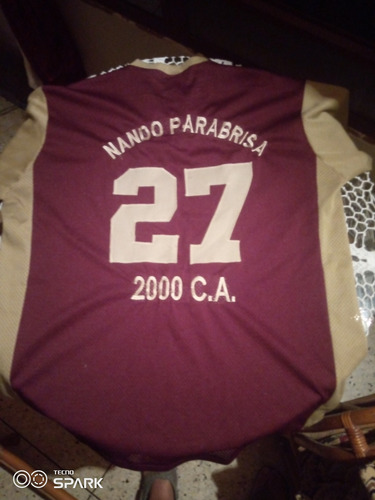 NANDO PARABRISA
27
2000 C.A.
TECNO
SPARK